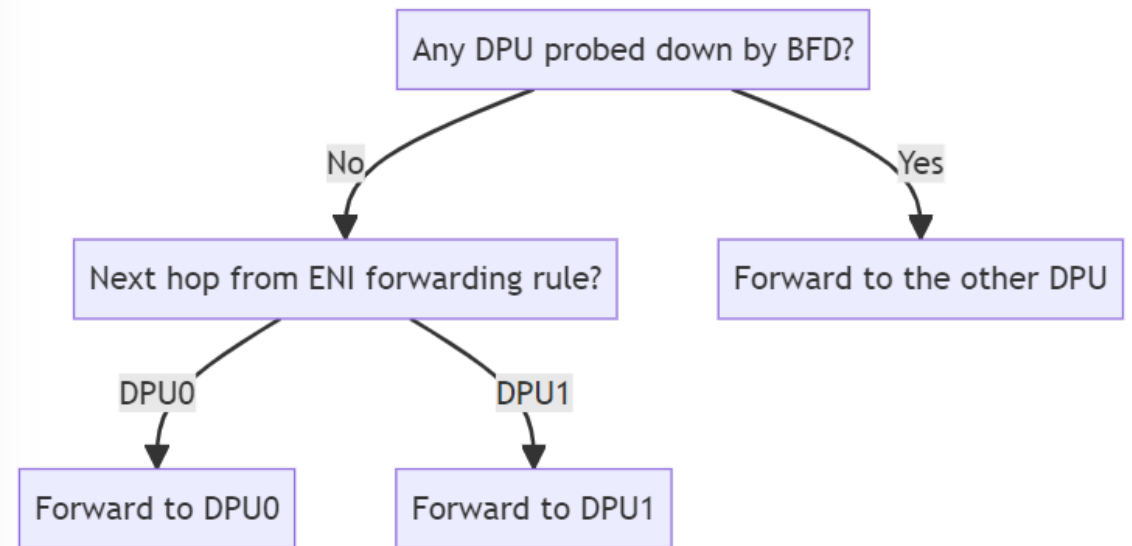 Any DPU probed down by BFD?
No
Yes
Next hop from ENI forwarding rule?
Forward to the other DPU
DPU0
DPU1
Forward to DPU0
Forward to DPU1